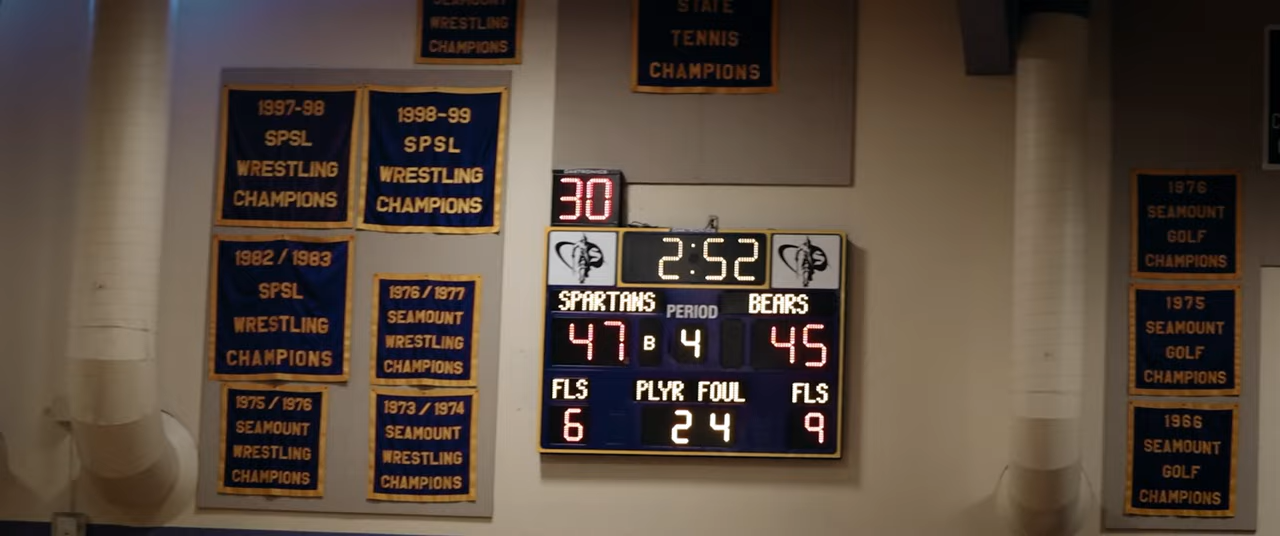 WRESTLING
CHAMPIONS
STATE
TENNIS
CHAMPIONS
1997-98
SPSL
WRESTLING
CHAMPIONS
1998-99
SPSL
WRESTLING
CHAMPIONS
1982 / 1983
SPSL
WRESTLING
CHAMPIONS
1976 / 1977
SEAMOUNT
WRESTLING
CHAMPIONS
1975 / 1976
SEAMOUNT
WRESTLING
CHAMPIONS
1973 / 1974
SEAMOUNT
WRESTLING
CHAMPIONS
30
2:52
SPARTANS PERIOD BEARS
47 B 4 45
FLS PLYR FOUL FLS
6 24 9
1976
SEAMOUNT
GOLF
CHAMPIONS
1975
SEAMOUNT
GOLF
CHAMPIONS
1966
SEAMOUNT
GOLF
CHAMPIONS